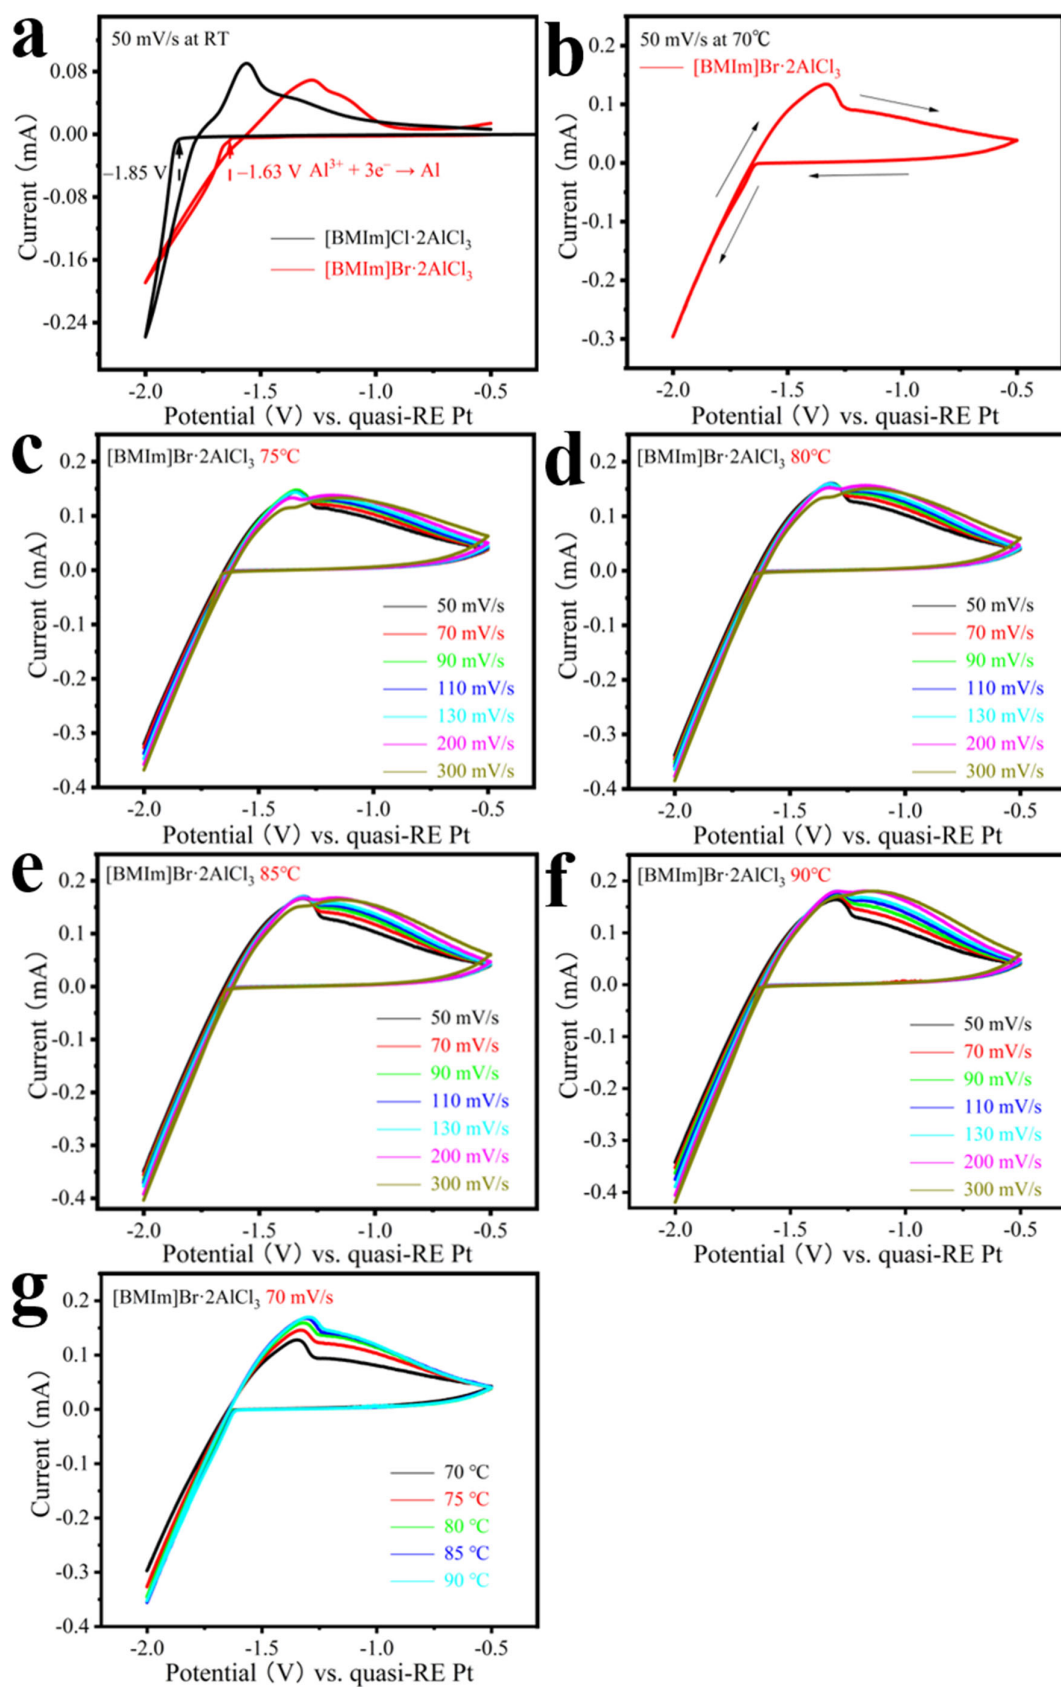 a
50 mV/s at RT
0.08
0.00
-0.08
-0.16
-0.24
Current (mA)
−1.85 V
−1.63 V Al³⁺ + 3e⁻ → Al
[BMIm]Cl·2AlCl₃
[BMIm]Br·2AlCl₃
-2.0 -1.5 -1.0 -0.5
Potential (V) vs. quasi-RE Pt
b
50 mV/s at 70℃
[BMIm]Br·2AlCl₃
0.2
0.1
0.0
-0.1
-0.2
-0.3
Current (mA)
-2.0 -1.5 -1.0 -0.5
Potential (V) vs. quasi-RE Pt
c
[BMIm]Br·2AlCl₃ 75℃
0.2
0.1
0.0
-0.1
-0.2
-0.3
-0.4
Current (mA)
50 mV/s
70 mV/s
90 mV/s
110 mV/s
130 mV/s
200 mV/s
300 mV/s
-2.0 -1.5 -1.0 -0.5
Potential (V) vs. quasi-RE Pt
d
[BMIm]Br·2AlCl₃ 80℃
0.2
0.1
0.0
-0.1
-0.2
-0.3
-0.4
Current (mA)
50 mV/s
70 mV/s
90 mV/s
110 mV/s
130 mV/s
200 mV/s
300 mV/s
-2.0 -1.5 -1.0 -0.5
Potential (V) vs. quasi-RE Pt
e
[BMIm]Br·2AlCl₃ 85℃
0.2
0.1
0.0
-0.1
-0.2
-0.3
-0.4
Current (mA)
50 mV/s
70 mV/s
90 mV/s
110 mV/s
130 mV/s
200 mV/s
300 mV/s
-2.0 -1.5 -1.0 -0.5
Potential (V) vs. quasi-RE Pt
f
[BMIm]Br·2AlCl₃ 90℃
0.2
0.1
0.0
-0.1
-0.2
-0.3
-0.4
Current (mA)
50 mV/s
70 mV/s
90 mV/s
110 mV/s
130 mV/s
200 mV/s
300 mV/s
-2.0 -1.5 -1.0 -0.5
Potential (V) vs. quasi-RE Pt
g
[BMIm]Br·2AlCl₃ 70 mV/s
0.2
0.1
0.0
-0.1
-0.2
-0.3
-0.4
Current (mA)
70 ℃
75 ℃
80 ℃
85 ℃
90 ℃
-2.0 -1.5 -1.0 -0.5
Potential (V) vs. quasi-RE Pt